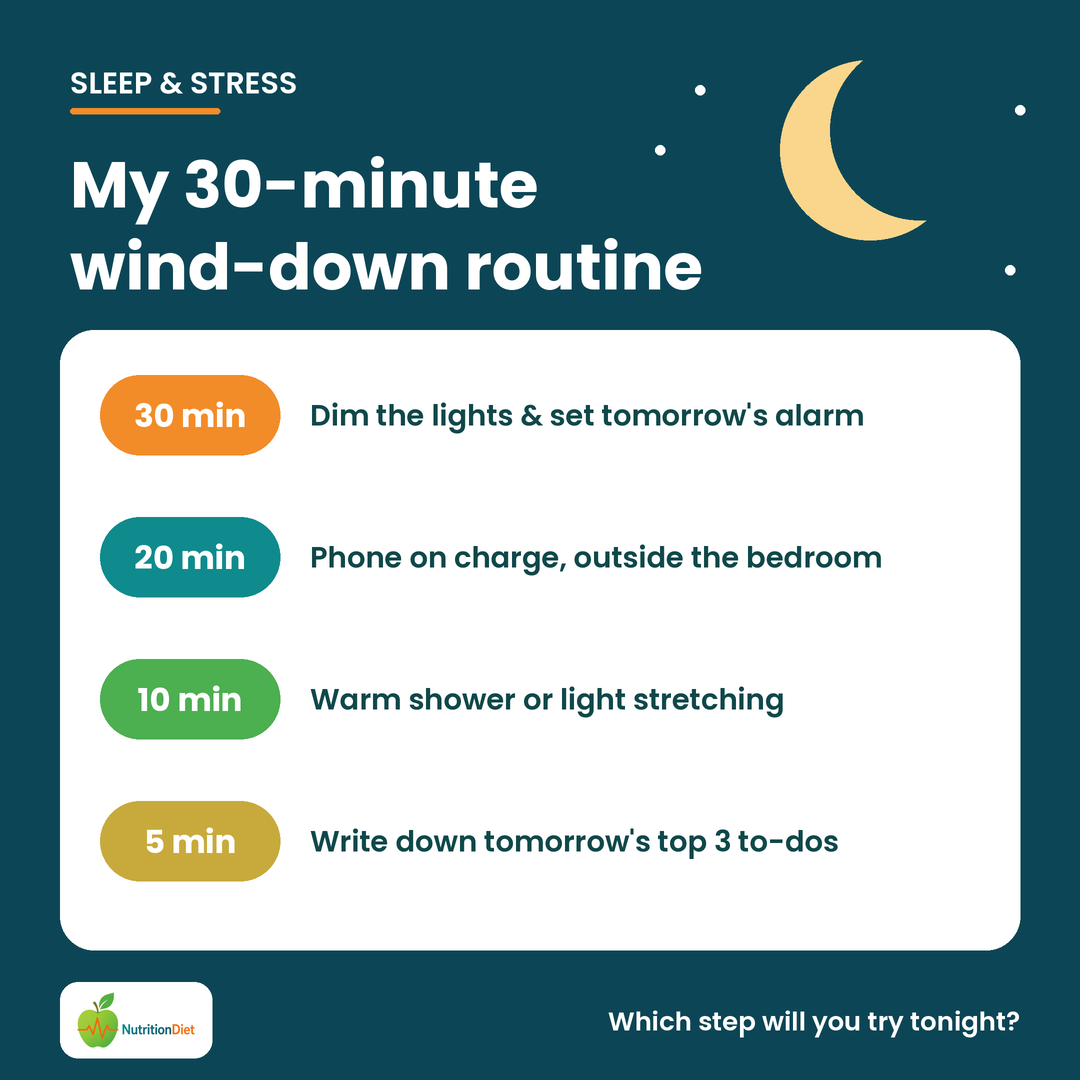 SLEEP & STRESS
My 30-minute
wind-down routine
30 min
Dim the lights & set tomorrow's alarm
20 min
Phone on charge, outside the bedroom
10 min
Warm shower or light stretching
5 min
Write down tomorrow's top 3 to-dos
NutritionDiet
Which step will you try tonight?